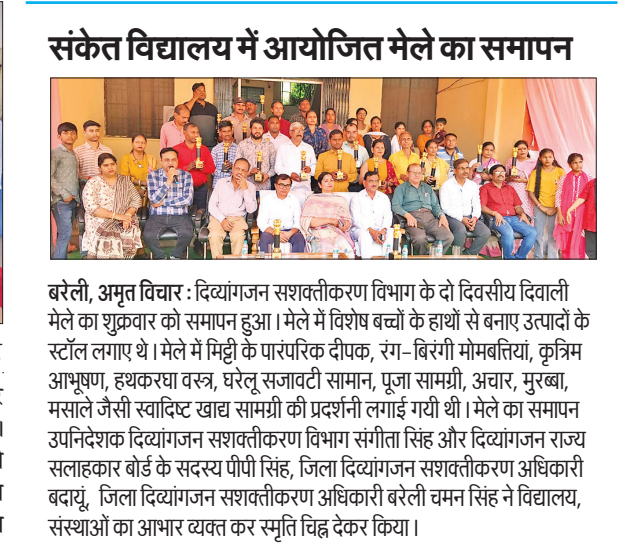 संकेत विद्यालय में आयोजित मेले का समापन
बरेली, अमृत विचार : दिव्यांगजन सशक्तीकरण विभाग के दो दिवसीय दिवाली
मेले का शुक्रवार को समापन हुआ। मेले में विशेष बच्चों के हाथों से बनाए उत्पादों के
स्टॉल लगाए थे। मेले में मिट्टी के पारंपरिक दीपक, रंग-बिरंगी मोमबत्तियां, कृत्रिम
आभूषण, हथकरघा वस्त्र, घरेलू सजावटी सामान, पूजा सामग्री, अचार, मुरब्बा,
मसाले जैसी स्वादिष्ट खाद्य सामग्री की प्रदर्शनी लगाई गयी थी। मेले का समापन
उपनिदेशक दिव्यांगजन सशक्तीकरण विभाग संगीता सिंह और दिव्यांगजन राज्य
सलाहकार बोर्ड के सदस्य पीपी सिंह, जिला दिव्यांगजन सशक्तीकरण अधिकारी
बदायूं, जिला दिव्यांगजन सशक्तीकरण अधिकारी बरेली चमन सिंह ने विद्यालय,
संस्थाओं का आभार व्यक्त कर स्मृति चिह्न देकर किया।